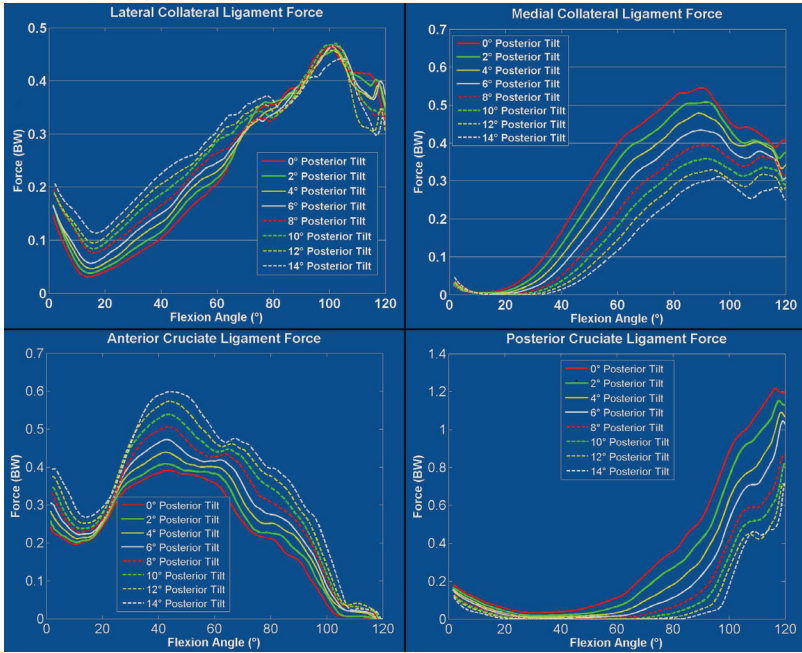 Lateral Collateral Ligament Force
0.5
0.4
0.3
0.2
0.1
0
Force (BW)
0° Posterior Tilt
2° Posterior Tilt
4° Posterior Tilt
6° Posterior Tilt
8° Posterior Tilt
10° Posterior Tilt
12° Posterior Tilt
14° Posterior Tilt
0 20 40 60 80 100 120
Flexion Angle (°)
Medial Collateral Ligament Force
0.7
0.6
0.5
0.4
0.3
0.2
0.1
0
Force (BW)
0° Posterior Tilt
2° Posterior Tilt
4° Posterior Tilt
6° Posterior Tilt
8° Posterior Tilt
10° Posterior Tilt
12° Posterior Tilt
14° Posterior Tilt
0 20 40 60 80 100 120
Flexion Angle (°)
Anterior Cruciate Ligament Force
0.7
0.6
0.5
0.4
0.3
0.2
0.1
0
Force (BW)
0° Posterior Tilt
2° Posterior Tilt
4° Posterior Tilt
6° Posterior Tilt
8° Posterior Tilt
10° Posterior Tilt
12° Posterior Tilt
14° Posterior Tilt
0 20 40 60 80 100 120
Flexion Angle (°)
Posterior Cruciate Ligament Force
1.4
1.2
1
0.8
0.6
0.4
0.2
0
Force (BW)
0° Posterior Tilt
2° Posterior Tilt
4° Posterior Tilt
6° Posterior Tilt
8° Posterior Tilt
10° Posterior Tilt
12° Posterior Tilt
14° Posterior Tilt
0 20 40 60 80 100 120
Flexion Angle (°)